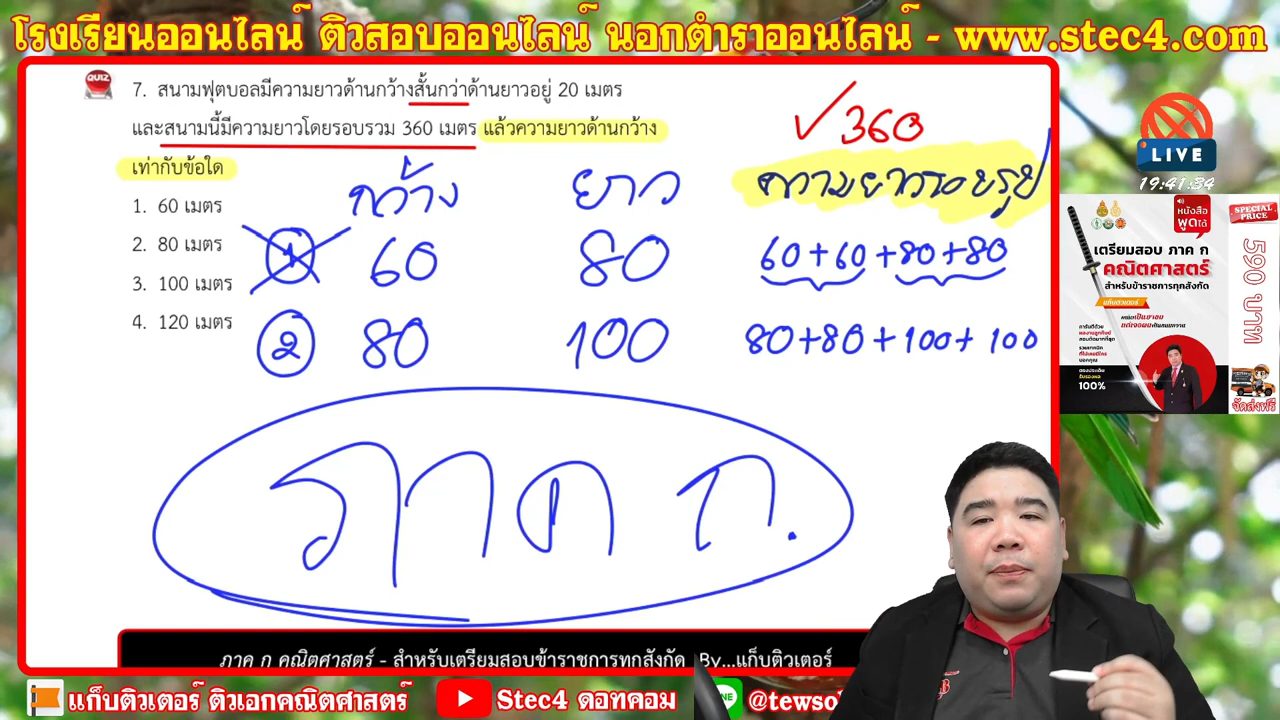 โรงเรียนออนไลน์ ติวสอบออนไลน์ นอกตำราออนไลน์ - www.stec4.com
QUIZ
7. สนามฟุตบอลมีความยาวด้านกว้างสั้นกว่าด้านยาวอยู่ 20 เมตร
และสนามนี้มีความยาวโดยรอบรวม 360 เมตร แล้วความยาวด้านกว้าง
เท่ากับข้อใด
1. 60 เมตร
2. 80 เมตร
3. 100 เมตร
4. 120 เมตร
✓360
กว้าง ยาว ความยาวรอบรูป
1 60 80 60+60+80+80
2 80 100 80+80+100+100
ภาค ก.
LIVE
19:41:34
หนังสือ
พูดได้
เตรียมสอบ ภาค ก
คณิตศาสตร์
สำหรับข้าราชการทุกสังกัด
แก๊บติวเตอร์
100%
SPECIAL
PRICE
590 บาท
จัดส่งฟรี
ภาค ก คณิตศาสตร์ - สำหรับเตรียมสอบข้าราชการทุกสังกัด By...แก็บติวเตอร์
แก๊บติวเตอร์ ติวเอกคณิตศาสตร์
Stec4 ดอทคอม
LINE